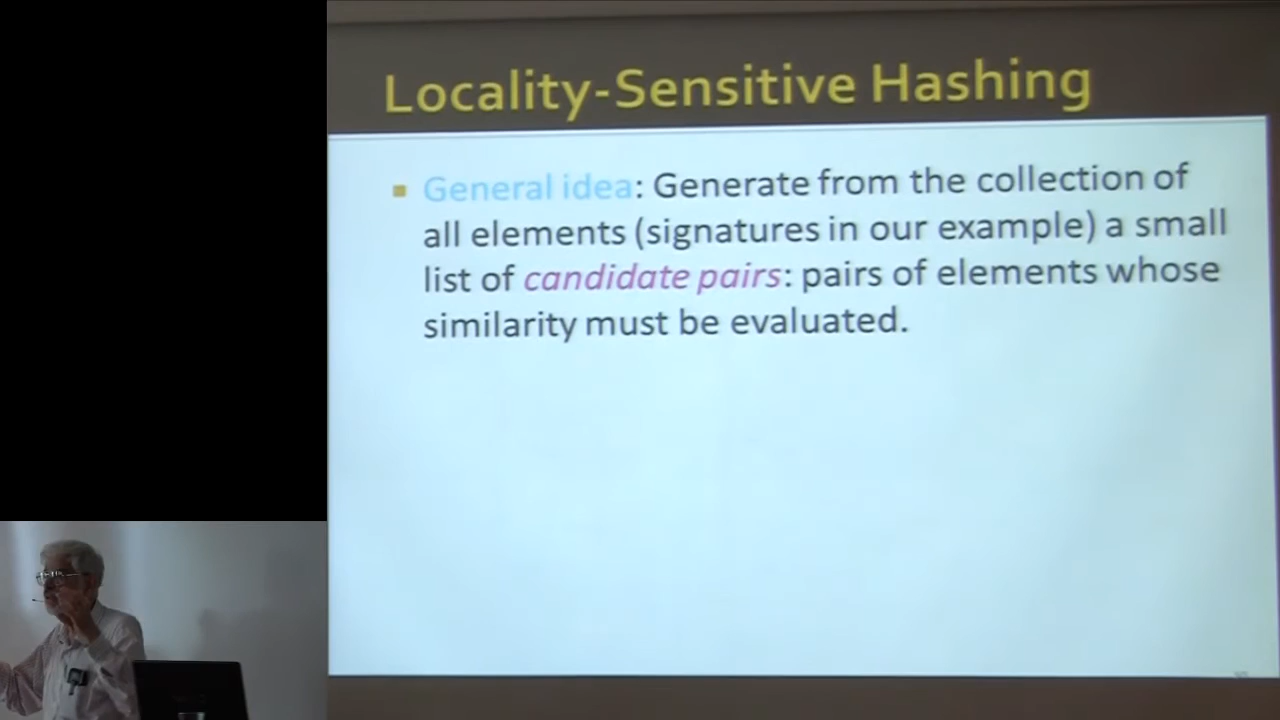 Locality-Sensitive Hashing
General idea: Generate from the collection of
all elements (signatures in our example) a small
list of candidate pairs: pairs of elements whose
similarity must be evaluated.